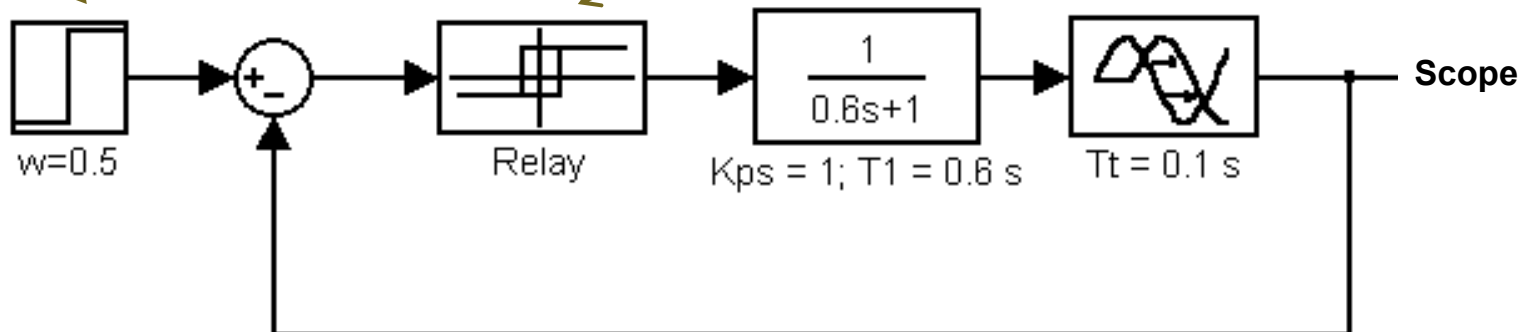 Scope
1
0.6s+1
w=0.5
Relay
Kps = 1; T1 = 0.6 s
Tt = 0.1 s